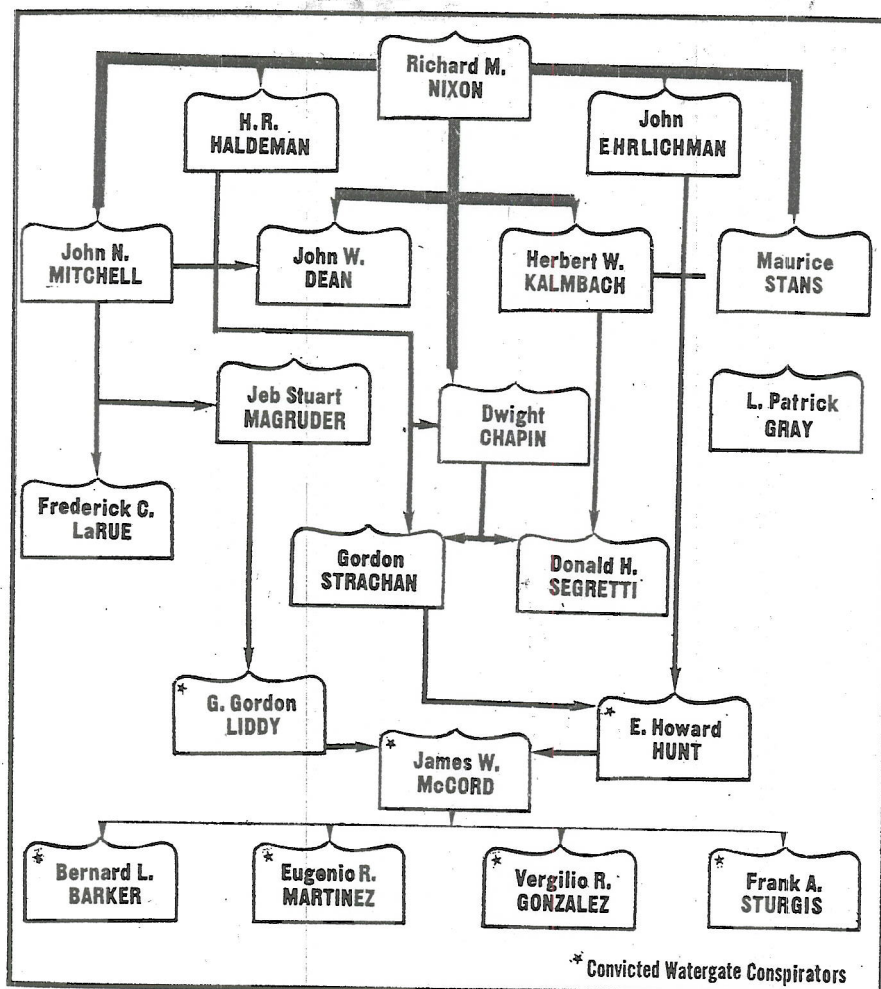 Richard M.
NIXON
H.R.
HALDEMAN
John
EHRLICHMAN
John N.
MITCHELL
John W.
DEAN
Herbert W.
KALMBACH
Maurice
STANS
Jeb Stuart
MAGRUDER
Dwight
CHAPIN
L. Patrick
GRAY
Frederick C.
LaRUE
Gordon
STRACHAN
Donald H.
SEGRETTI
* G. Gordon
LIDDY
* E. Howard
HUNT
* James W.
McCORD
* Bernard L.
BARKER
* Eugenio R.
MARTINEZ
* Vergilio R.
GONZALEZ
* Frank A.
STURGIS
* Convicted Watergate Conspirators